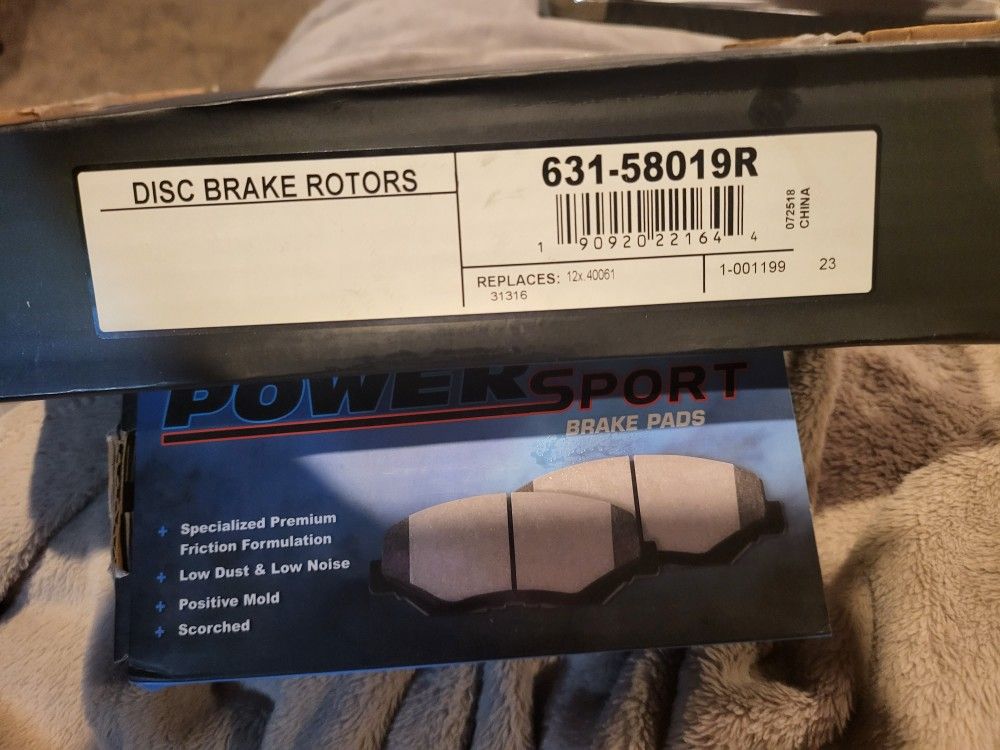 DISC BRAKE ROTORS
631-58019R
1 90920 22164 4
072518
CHINA
REPLACES: 12x.40061
31316
1-001199 23
POWERSPORT
BRAKE PADS
+ Specialized Premium
Friction Formulation
+ Low Dust & Low Noise
+ Positive Mold
+ Scorched